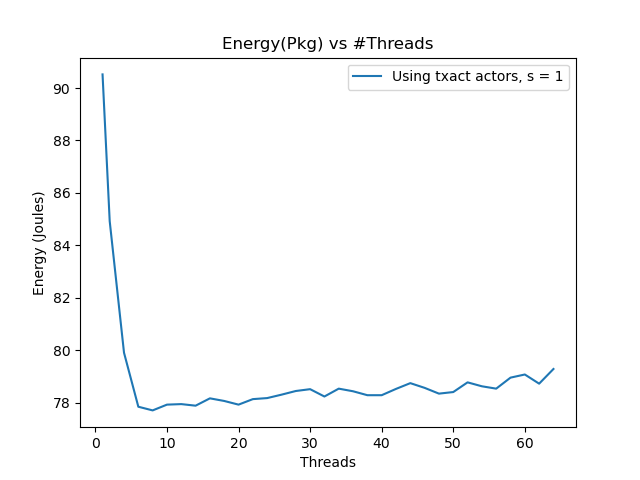 Energy(Pkg) vs #Threads
Using txact actors, s = 1
Energy (Joules)
90
88
86
84
82
80
78
0 10 20 30 40 50 60
Threads